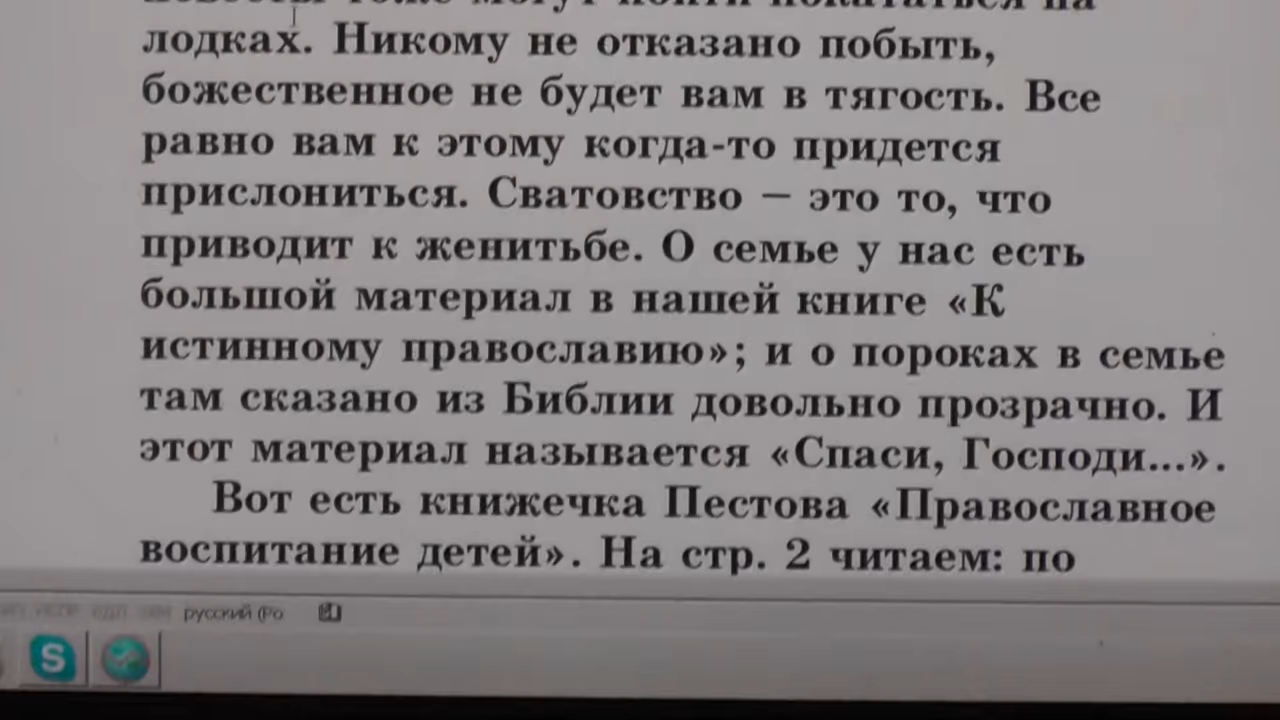 лодках. Никому не отказано побыть,
божественное не будет вам в тягость. Все
равно вам к этому когда-то придется
прислониться. Сватовство – это то, что
приводит к женитьбе. О семье у нас есть
большой материал в нашей книге «К
истинному православию»; и о пороках в семье
там сказано из Библии довольно прозрачно. И
этот материал называется «Спаси, Господи...».
Вот есть книжечка Пестова «Православное
воспитание детей». На стр. 2 читаем: по
русский (Ро
S